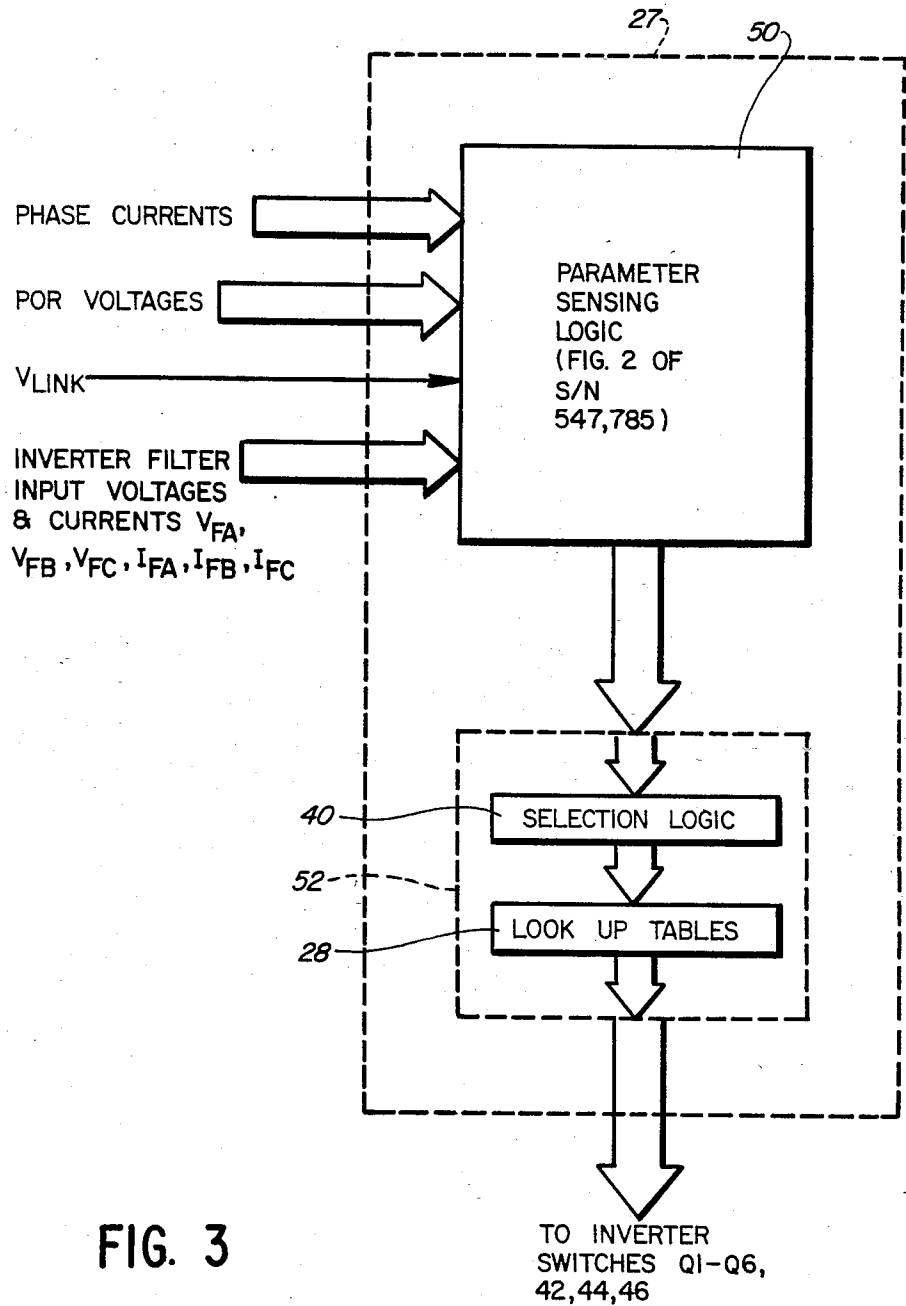 27
50
PHASE CURRENTS
POR VOLTAGES
VLINK
INVERTER FILTER
INPUT VOLTAGES
& CURRENTS VFA,
VFB, VFC, IFA, IFB, IFC
PARAMETER
SENSING
LOGIC
(FIG. 2 OF
S/N
547,785)
40
SELECTION LOGIC
52
28
LOOK UP TABLES
TO INVERTER
SWITCHES Q1-Q6,
42,44,46
FIG. 3